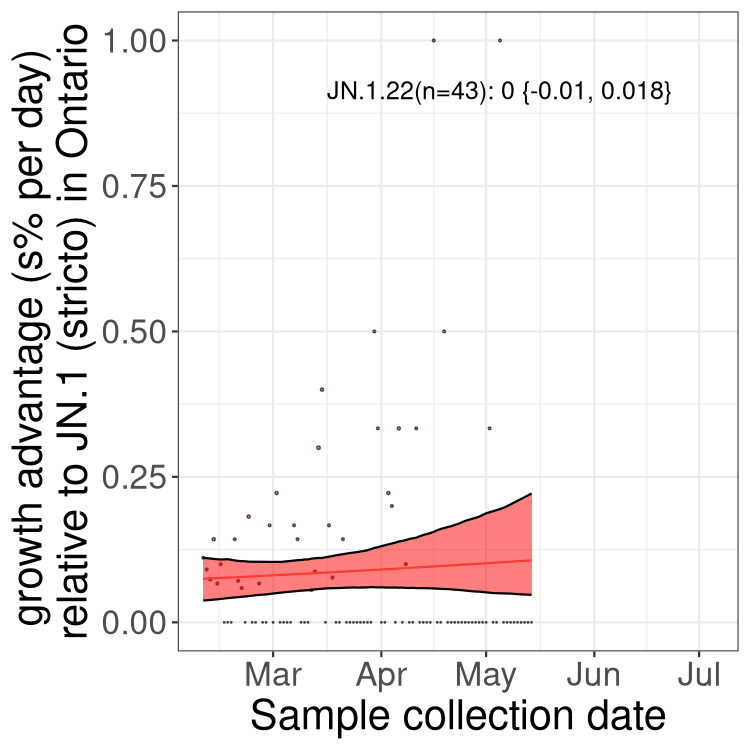 growth advantage (s% per day)
relative to JN.1 (stricto) in Ontario
1.00
0.75
0.50
0.25
0.00
JN.1.22(n=43): 0 {-0.01, 0.018}
Mar Apr May Jun Jul
Sample collection date